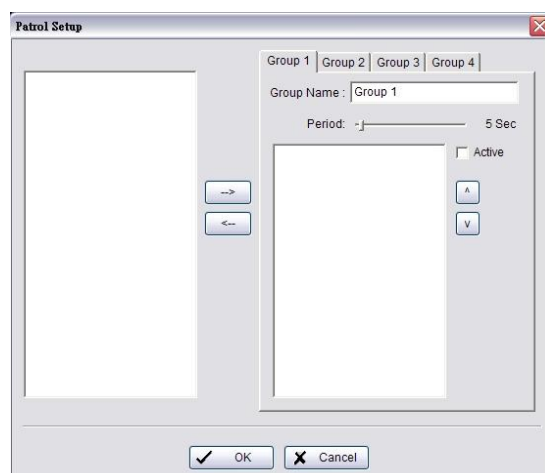 Patrol Setup
Group 1 Group 2 Group 3 Group 4
Group Name : Group 1
Period: 5 Sec
Active
-->
<--
^
v
OK Cancel